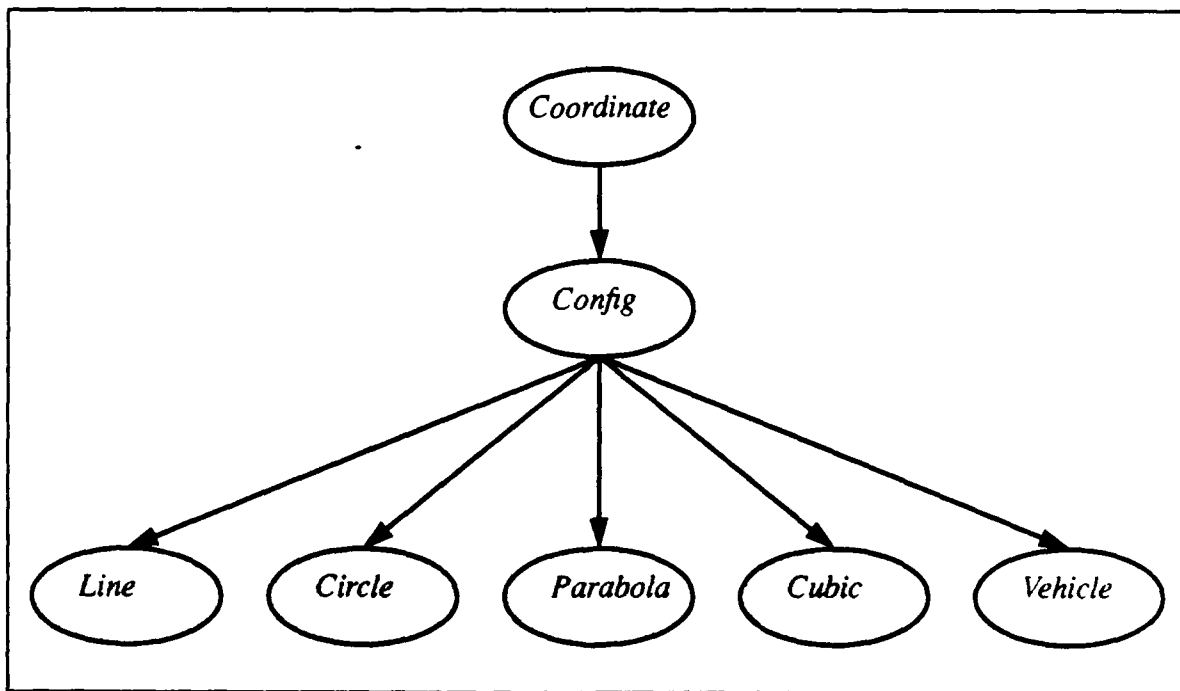 Coordinate
Config
Line
Circle
Parabola
Cubic
Vehicle